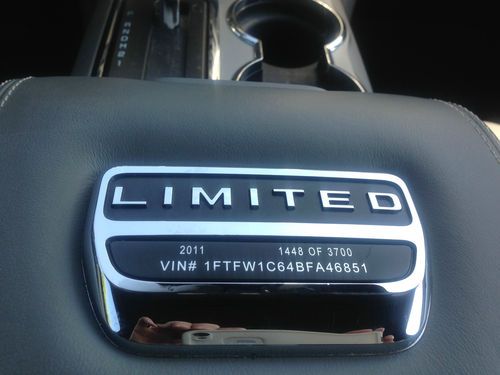 LIMITED
2011 1448 OF 3700
VIN# 1FTFW1C64BFA46851